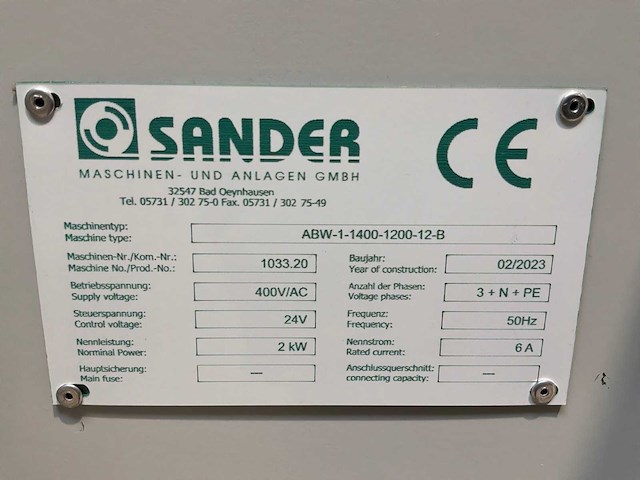 SANDER
CE
MASCHINEN- UND ANLAGEN GMBH
32547 Bad Oeynhausen
Tel. 05731 / 302 75-0 Fax. 05731 / 302 75-49
Maschinentyp:
Maschine type: ABW-1-1400-1200-12-B
Maschinen-Nr./Kom.-Nr.: Baujahr:
Maschine No./Prod.-No.: 1033.20 Year of construction: 02/2023
Betriebsspannung: Anzahl der Phasen:
Supply voltage: 400V/AC Voltage phases: 3 + N + PE
Steuerspannung: Frequenz:
Control voltage: 24V Frequency: 50Hz
Nennleistung: Nennstrom:
Norminal Power: 2 kW Rated current: 6 A
Hauptsicherung: Anschlussquerschnitt:
Main fuse: --- connecting capacity: ---